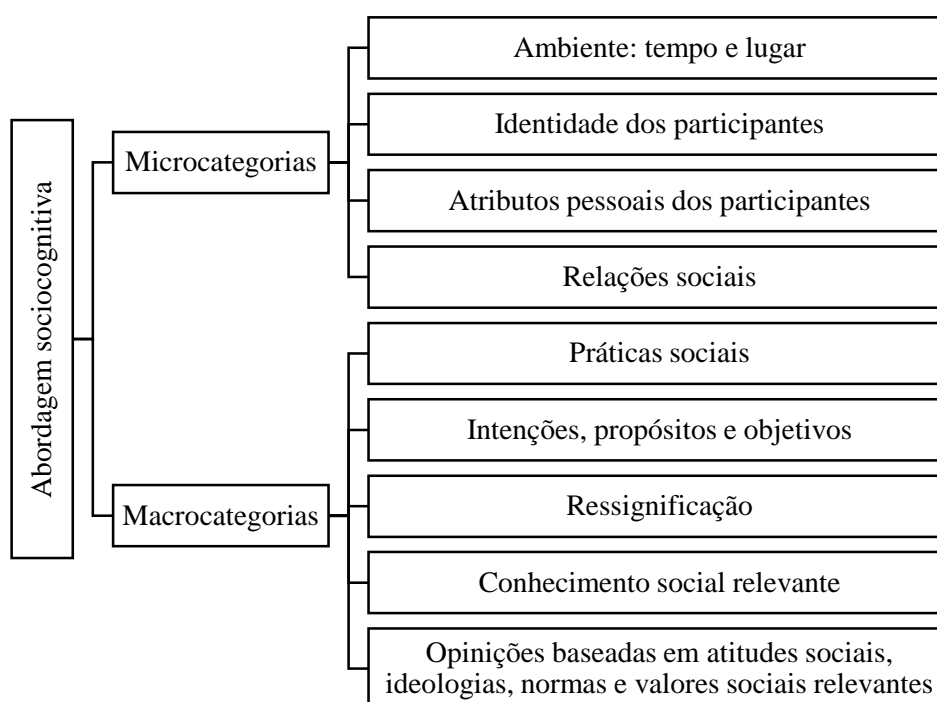 Abordagem sociocognitiva
Microcategorias
Ambiente: tempo e lugar
Identidade dos participantes
Atributos pessoais dos participantes
Relações sociais
Macrocategorias
Práticas sociais
Intenções, propósitos e objetivos
Ressignificação
Conhecimento social relevante
Opinições baseadas em atitudes sociais,
ideologias, normas e valores sociais relevantes